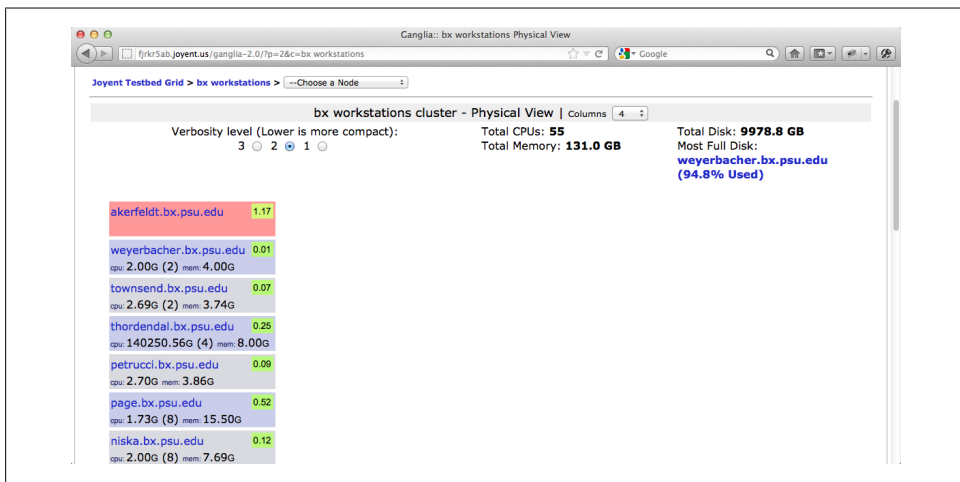 Ganglia:: bx workstations Physical View
fjrkr5ab.joyent.us/ganglia-2.0/?p=2&c=bx workstations
Google
Joyent Testbed Grid > bx workstations > --Choose a Node
bx workstations cluster - Physical View | Columns 4
Verbosity level (Lower is more compact):
3 2 1
Total CPUs: 55
Total Memory: 131.0 GB
Total Disk: 9978.8 GB
Most Full Disk:
weyerbacher.bx.psu.edu
(94.8% Used)
akerfeldt.bx.psu.edu 1.17
weyerbacher.bx.psu.edu 0.01
cpu: 2.00G (2) mem: 4.00G
townsend.bx.psu.edu 0.07
cpu: 2.69G (2) mem: 3.74G
thordendal.bx.psu.edu 0.25
cpu: 140250.56G (4) mem: 8.00G
petrucci.bx.psu.edu 0.09
cpu: 2.70G mem: 3.86G
page.bx.psu.edu 0.52
cpu: 1.73G (8) mem: 15.50G
niska.bx.psu.edu 0.12
cpu: 2.00G (8) mem: 7.69G